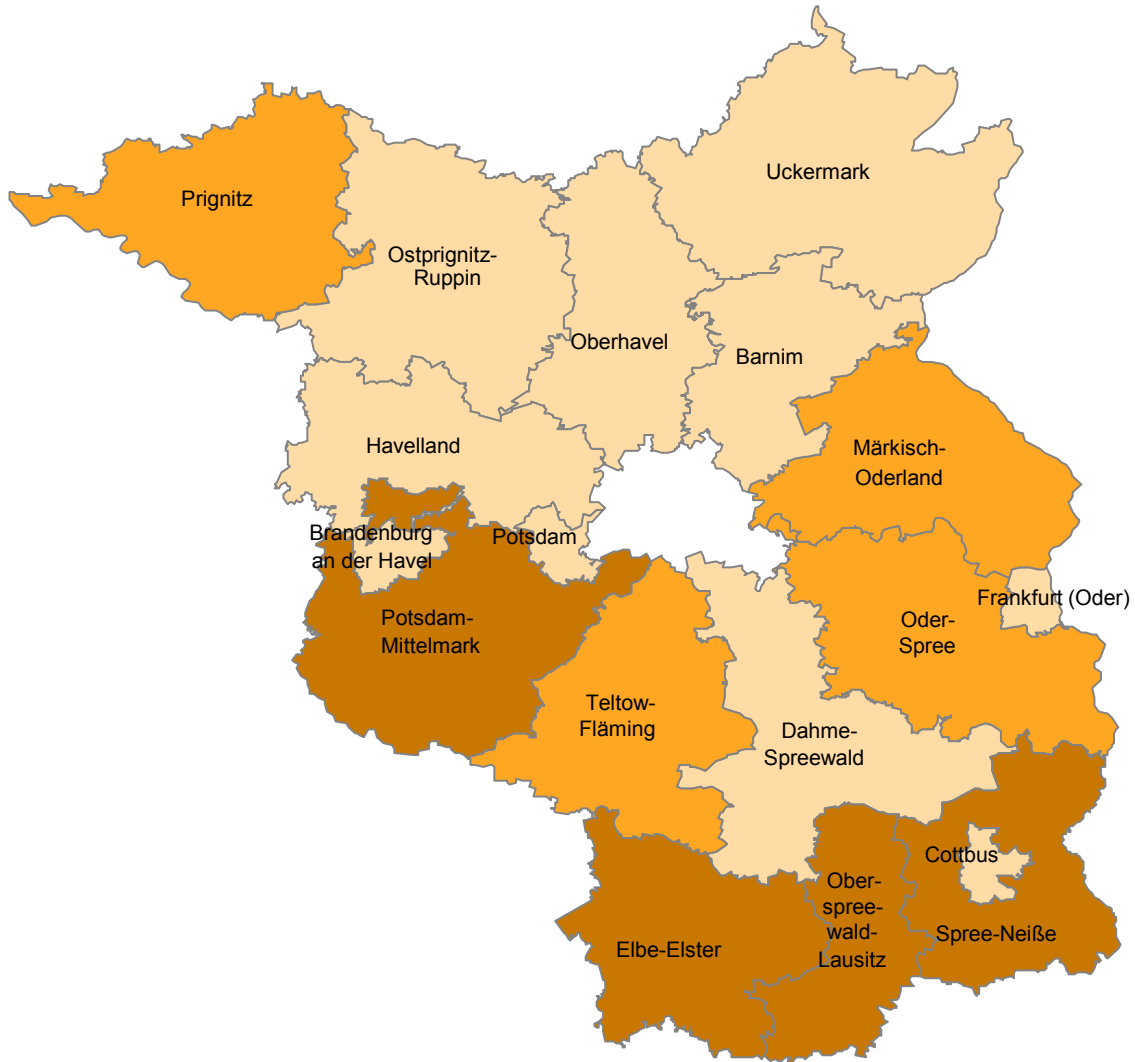 Uckermark
Prignitz
Ostprignitz-
Ruppin
Oberhavel
Barnim
Havelland
Märkisch-
Oderland
Brandenburg
an der Havel
Potsdam
Frankfurt (Oder)
Potsdam-
Mittelmark
Oder-
Spree
Teltow-
Fläming
Dahme-
Spreewald
Cottbus
Ober-
spree-
wald-
Lausitz
Elbe-Elster
Spree-Neiße